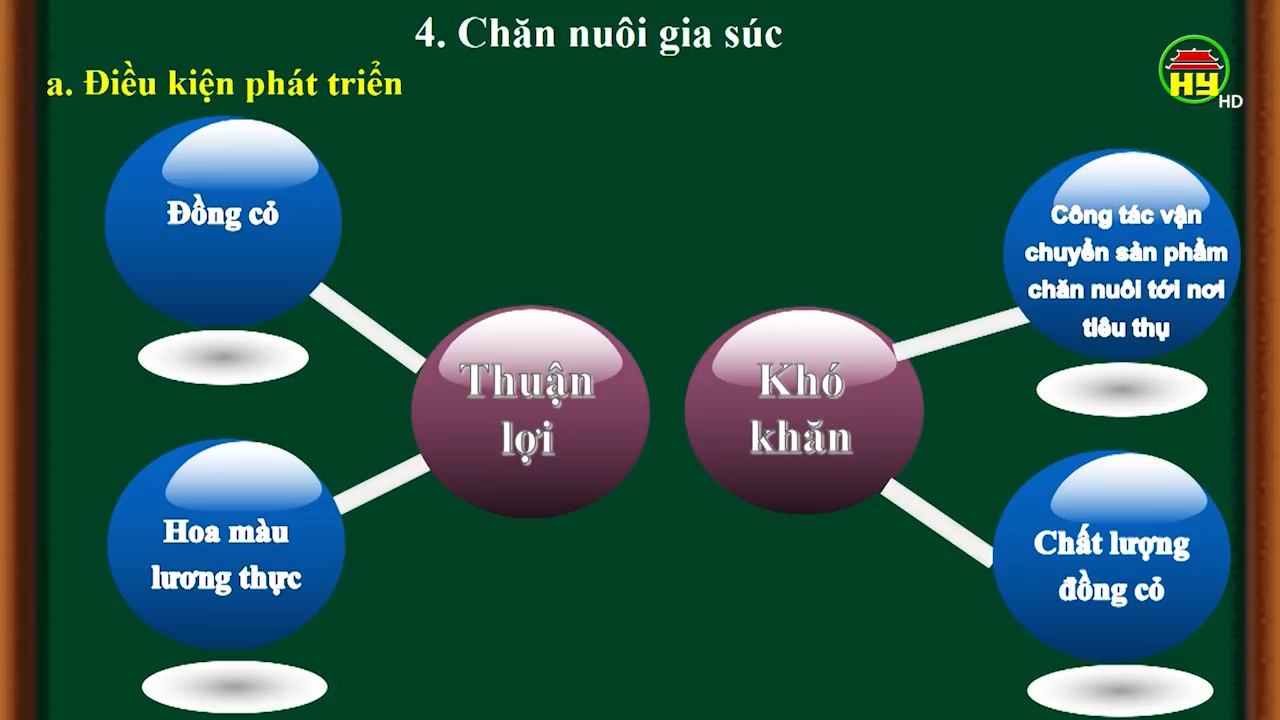 4. Chăn nuôi gia súc
a. Điều kiện phát triển
HY
HD
Đồng cỏ
Hoa màu
lương thực
Thuận
lợi
Khó
khăn
Công tác vận
chuyển sản phẩm
chăn nuôi tới nơi
tiêu thụ
Chất lượng
đồng cỏ